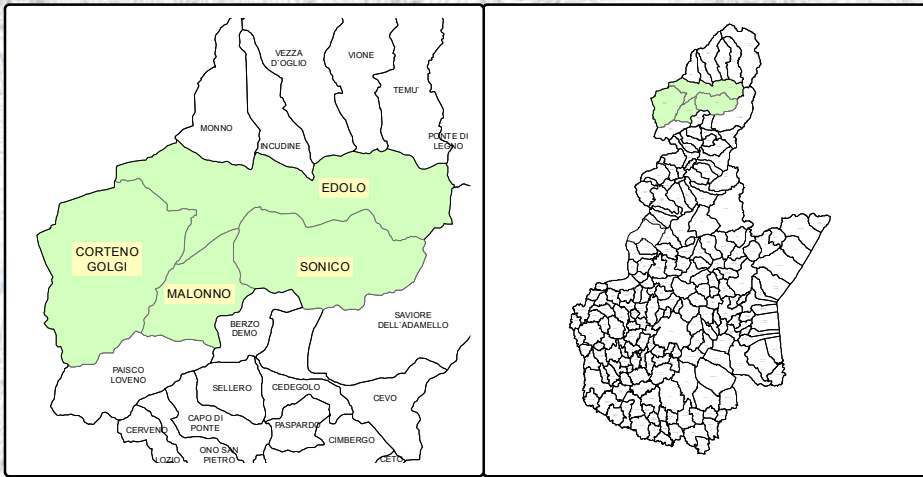 VEZZA
D'OGLIO
VIONE
TEMU'
MONNO
INCUDINE
PONTE DI
LEGNO
EDOLO
CORTENO
GOLGI
SONICO
MALONNO
BERZO
DEMO
SAVIORE
DELL'ADAMELLO
PAISCO
LOVENO
SELLERO
CEDEGOLO
CEVO
CERVENO
CAPO DI
PONTE
PASPARDO
CIMBERGO
LOZIO
ONO SAN
PIETRO
CETO